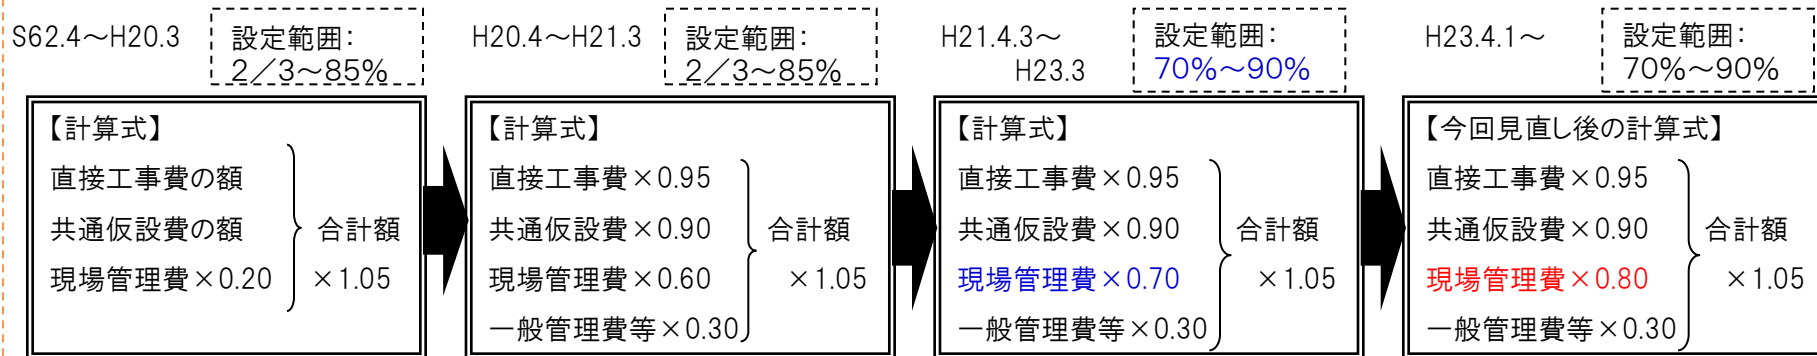 S62.4～H20.3
設定範囲：
2／3～85%
【計算式】
直接工事費の額
共通仮設費の額
現場管理費×0.20
合計額
×1.05
H20.4～H21.3
設定範囲：
2／3～85%
【計算式】
直接工事費×0.95
共通仮設費×0.90
現場管理費×0.60
一般管理費等×0.30
合計額
×1.05
H21.4.3～
H23.3
設定範囲：
70%～90%
【計算式】
直接工事費×0.95
共通仮設費×0.90
現場管理費×0.70
一般管理費等×0.30
合計額
×1.05
H23.4.1～
設定範囲：
70%～90%
【今回見直し後の計算式】
直接工事費×0.95
共通仮設費×0.90
現場管理費×0.80
一般管理費等×0.30
合計額
×1.05